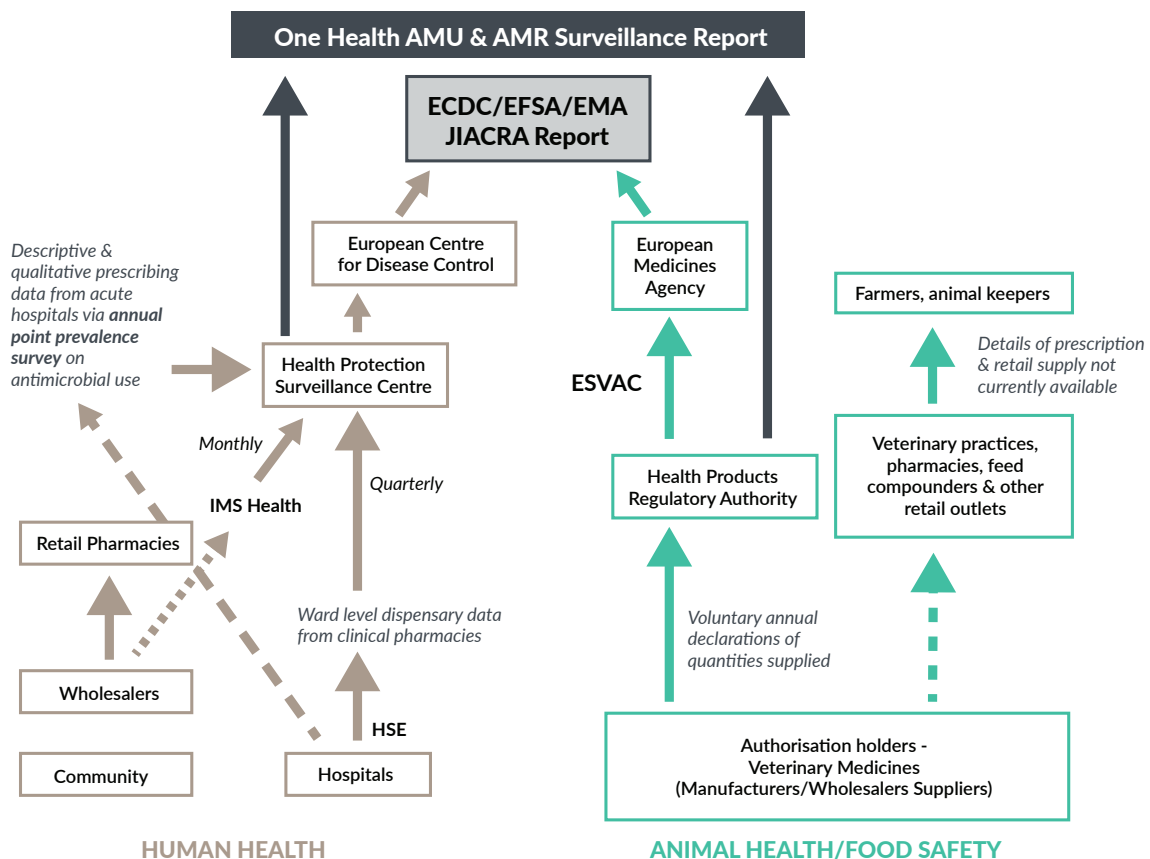 One Health AMU & AMR Surveillance Report
ECDC/EFSA/EMA
JIACRA Report
European Centre
for Disease Control
European
Medicines
Agency
Descriptive &
qualitative prescribing
data from acute
hospitals via annual
point prevalence
survey on
antimicrobial use
Farmers, animal keepers
Health Protection
Surveillance Centre
ESVAC
Details of prescription
& retail supply not
currently available
Monthly
Quarterly
IMS Health
Health Products
Regulatory Authority
Veterinary practices,
pharmacies, feed
compounders & other
retail outlets
Retail Pharmacies
Ward level dispensary data
from clinical pharmacies
Voluntary annual
declarations of
quantities supplied
Wholesalers
HSE
Community
Hospitals
Authorisation holders -
Veterinary Medicines
(Manufacturers/Wholesalers Suppliers)
HUMAN HEALTH
ANIMAL HEALTH/FOOD SAFETY